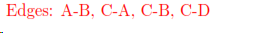 Edges: A-B, C-A, C-B, C-D